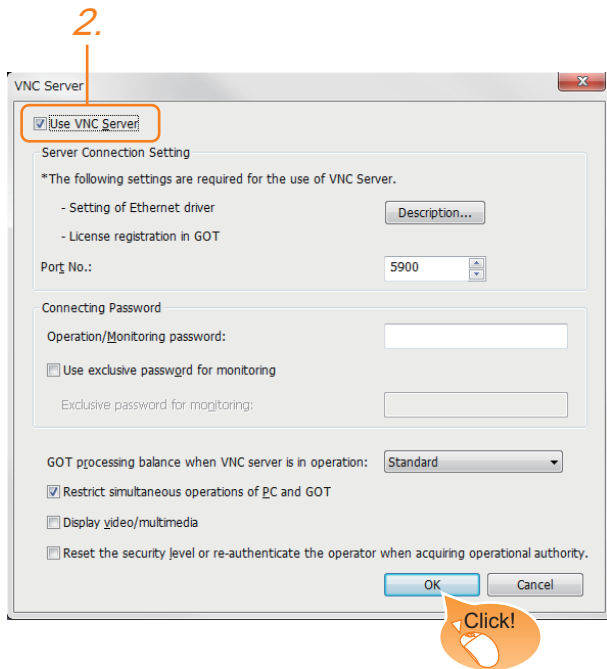 2.
VNC Server
Use VNC Server
Server Connection Setting
*The following settings are required for the use of VNC Server.
- Setting of Ethernet driver
Description...
- License registration in GOT
Port No.:
5900
Connecting Password
Operation/Monitoring password:
Use exclusive password for monitoring
Exclusive password for monitoring:
GOT processing balance when VNC server is in operation:
Standard
Restrict simultaneous operations of PC and GOT
Display video/multimedia
Reset the security level or re-authenticate the operator when acquiring operational authority.
OK
Cancel
Click!